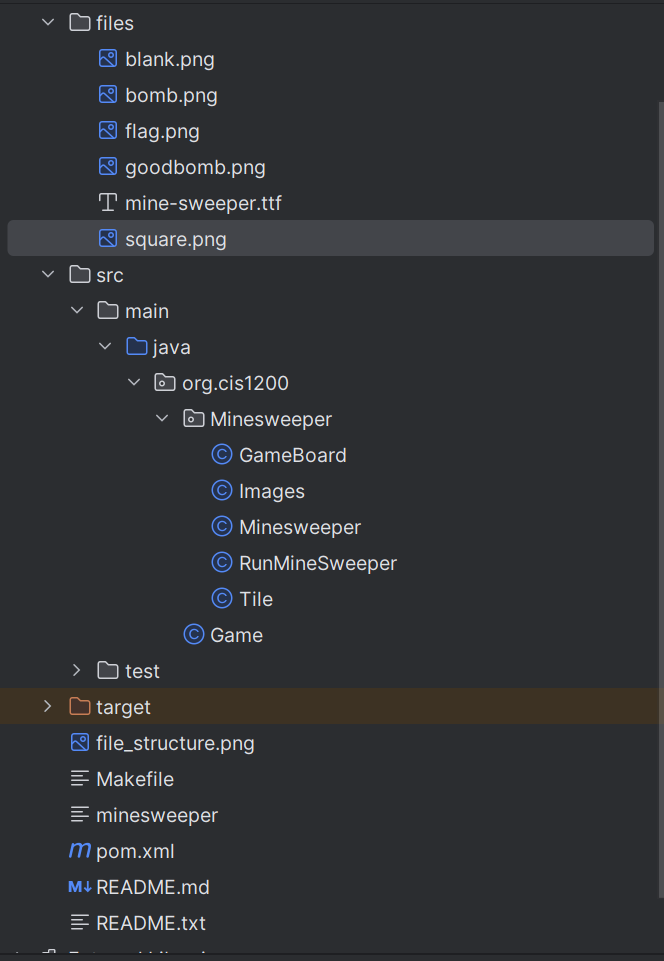 files
blank.png
bomb.png
flag.png
goodbomb.png
mine-sweeper.ttf
square.png
src
main
java
org.cis1200
Minesweeper
GameBoard
Images
Minesweeper
RunMineSweeper
Tile
Game
test
target
file_structure.png
Makefile
minesweeper
pom.xml
README.md
README.txt